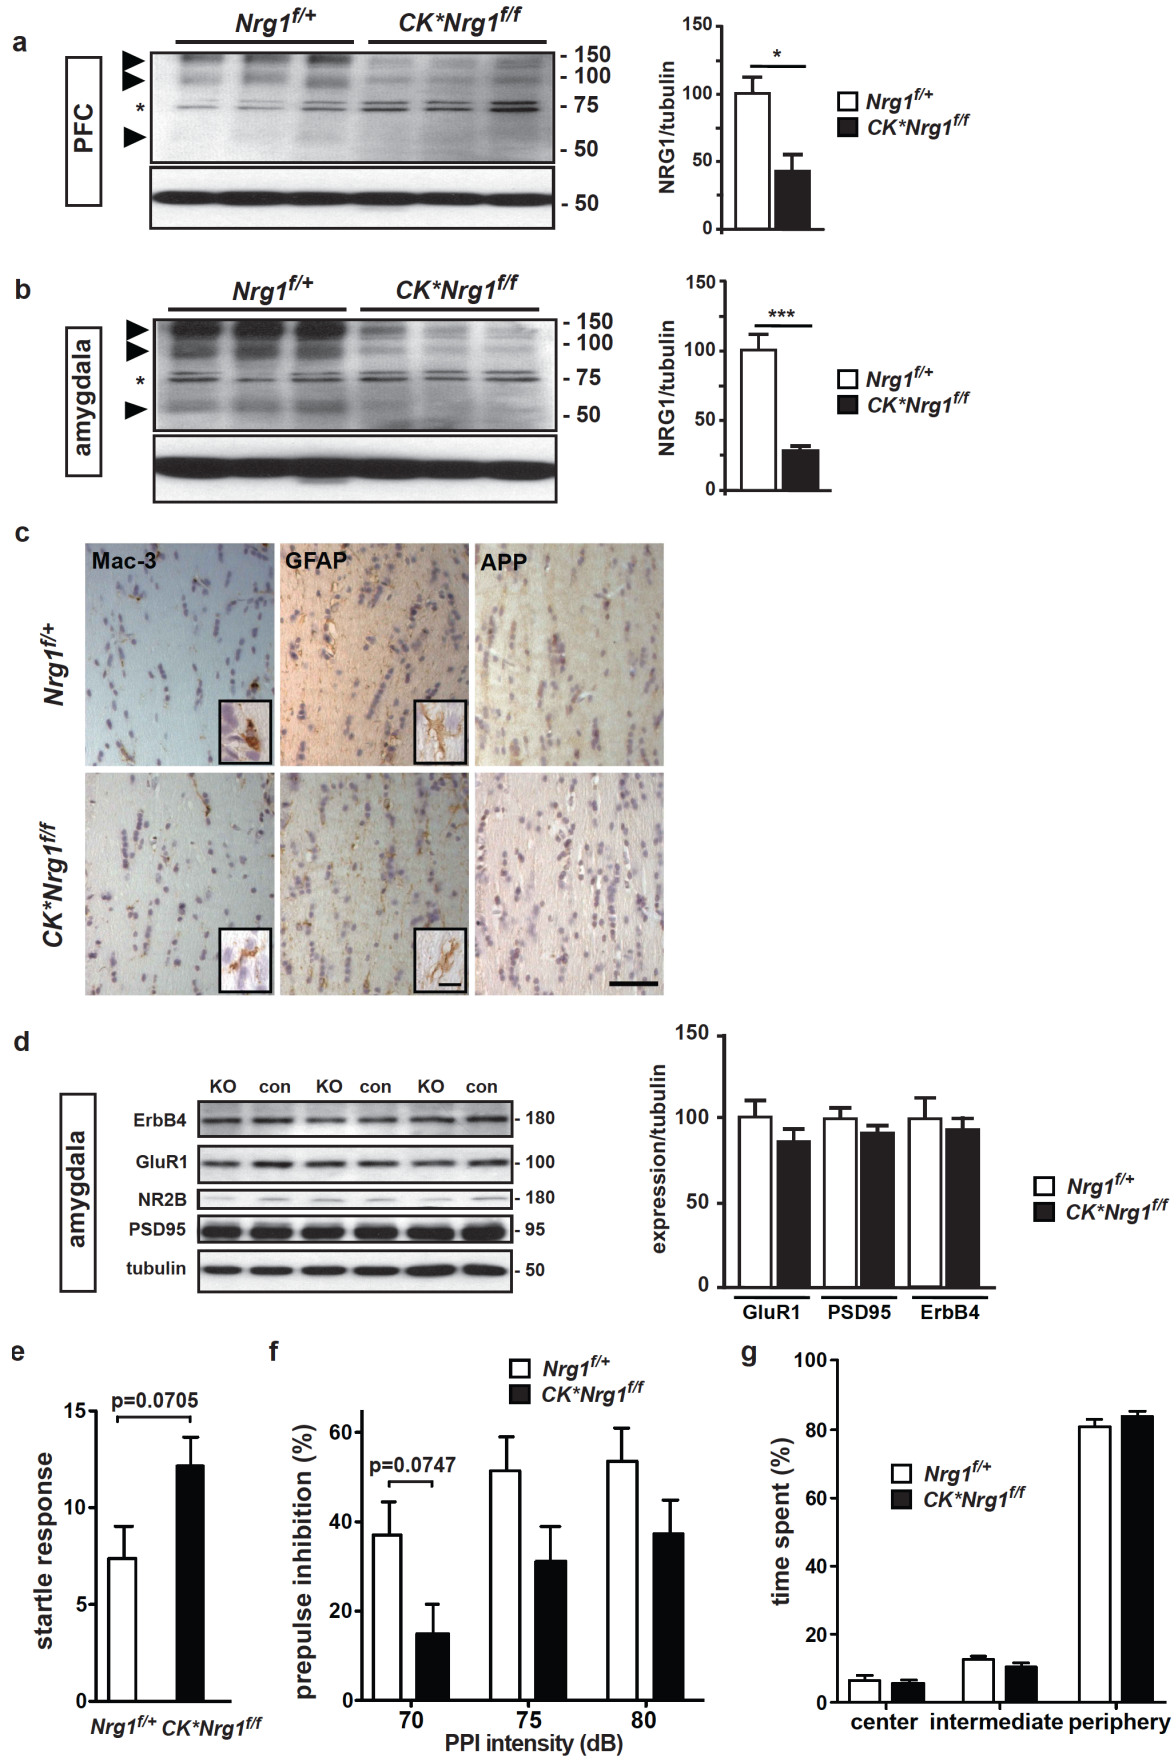 a
Nrg1f/+ CK*Nrg1f/f
PFC
*
- 150
- 100
- 75
- 50
- 50
NRG1/tubulin
150
100
50
0
*
Nrg1f/+
CK*Nrg1f/f
b
Nrg1f/+ CK*Nrg1f/f
amygdala
*
- 150
- 100
- 75
- 50
NRG1/tubulin
150
100
50
0
***
Nrg1f/+
CK*Nrg1f/f
c
Mac-3 GFAP APP
Nrg1f/+
CK*Nrg1f/f
d
amygdala
KO con KO con KO con
ErbB4 - 180
GluR1 - 100
NR2B - 180
PSD95 - 95
tubulin - 50
expression/tubulin
150
100
50
0
GluR1 PSD95 ErbB4
Nrg1f/+
CK*Nrg1f/f
e
startle response
15
10
5
0
p=0.0705
Nrg1f/+ CK*Nrg1f/f
f
Nrg1f/+
CK*Nrg1f/f
prepulse inhibition (%)
60
40
20
0
p=0.0747
70 75 80
PPI intensity (dB)
g
time spent (%)
100
80
60
40
20
0
Nrg1f/+
CK*Nrg1f/f
center intermediate periphery